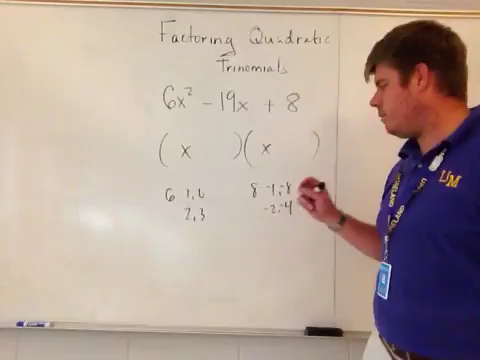 Factoring Quadratic
Trinomials
6x² - 19x + 8
( x )( x )
6 1, 6 8 -1, -8
2, 3 -2, -4